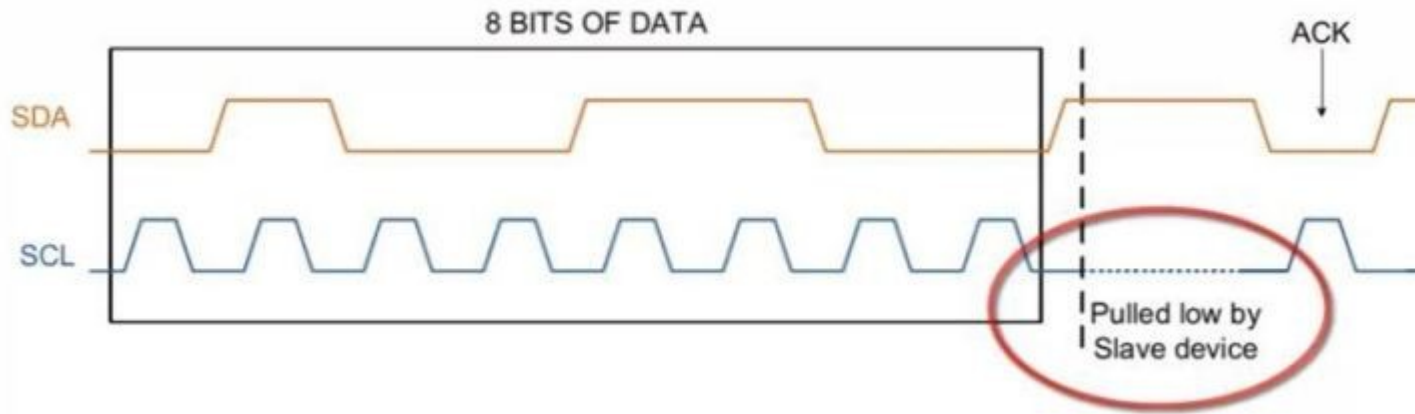 8 BITS OF DATA
ACK
SDA
SCL
Pulled low by
Slave device